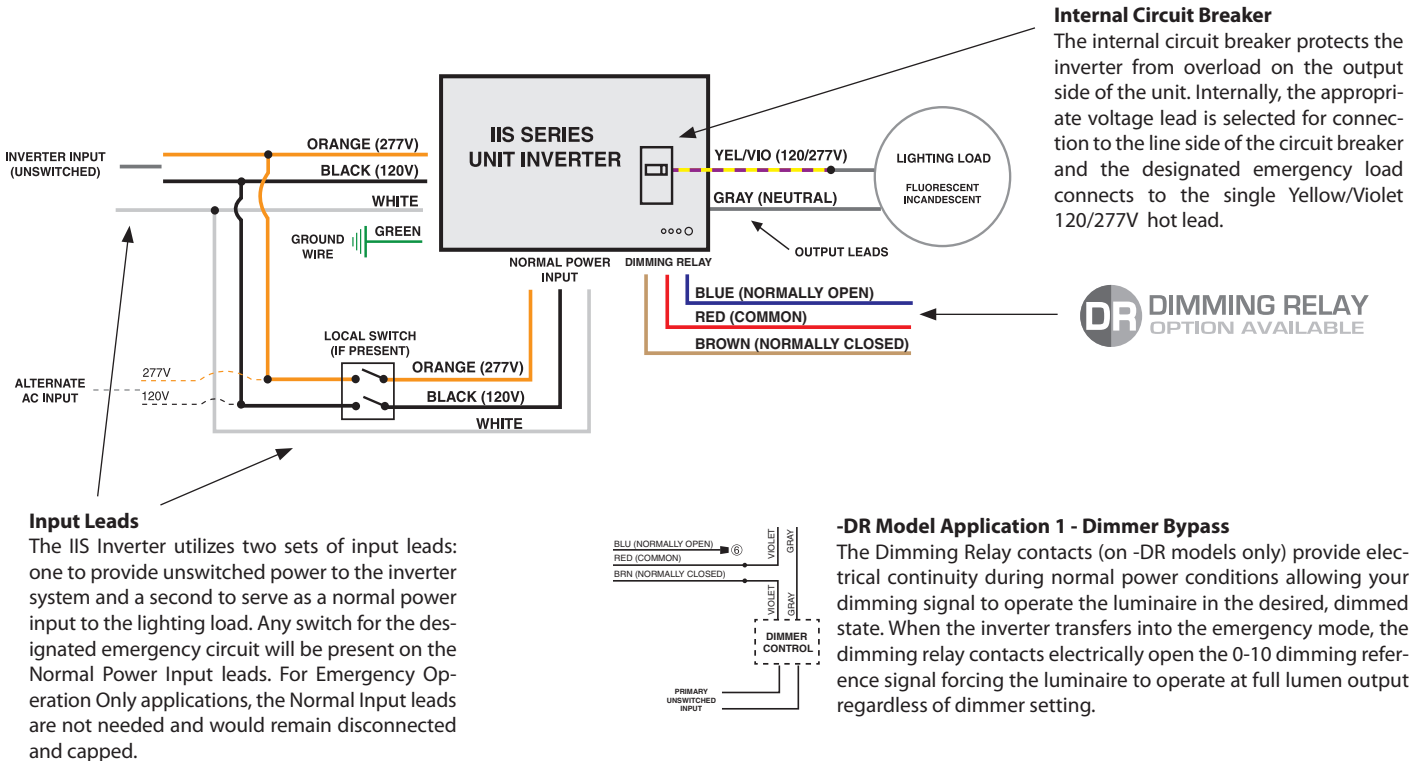 Internal Circuit Breaker
The internal circuit breaker protects the
inverter from overload on the output
side of the unit. Internally, the appropri-
ate voltage lead is selected for connec-
tion to the line side of the circuit breaker
and the designated emergency load
connects to the single Yellow/Violet
120/277V hot lead.
INVERTER INPUT
(UNSWITCHED)
ORANGE (277V)
BLACK (120V)
WHITE
GREEN
GROUND
WIRE
IIS SERIES
UNIT INVERTER
YEL/VIO (120/277V)
GRAY (NEUTRAL)
LIGHTING LOAD
FLUORESCENT
INCANDESCENT
OUTPUT LEADS
NORMAL POWER
INPUT
DIMMING RELAY
BLUE (NORMALLY OPEN)
RED (COMMON)
BROWN (NORMALLY CLOSED)
DR DIMMING RELAY
OPTION AVAILABLE
LOCAL SWITCH
(IF PRESENT)
ORANGE (277V)
BLACK (120V)
WHITE
ALTERNATE
AC INPUT
277V
120V
Input Leads
The IIS Inverter utilizes two sets of input leads:
one to provide unswitched power to the inverter
system and a second to serve as a normal power
input to the lighting load. Any switch for the des-
ignated emergency circuit will be present on the
Normal Power Input leads. For Emergency Op-
eration Only applications, the Normal Input leads
are not needed and would remain disconnected
and capped.
BLU (NORMALLY OPEN)
RED (COMMON)
BRN (NORMALLY CLOSED)
⑥
VIOLET
GRAY
VIOLET
GRAY
DIMMER
CONTROL
PRIMARY
UNSWITCHED
INPUT
-DR Model Application 1 - Dimmer Bypass
The Dimming Relay contacts (on -DR models only) provide elec-
trical continuity during normal power conditions allowing your
dimming signal to operate the luminaire in the desired, dimmed
state. When the inverter transfers into the emergency mode, the
dimming relay contacts electrically open the 0-10 dimming refer-
ence signal forcing the luminaire to operate at full lumen output
regardless of dimmer setting.